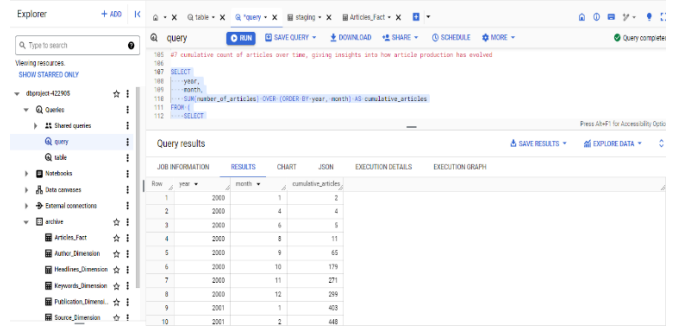 Explorer + ADD
Q table *query staging Articles_Fact
Type to search
query RUN SAVE QUERY DOWNLOAD SHARE SCHEDULE MORE Query complete
Viewing resources.
SHOW STARRED ONLY
dbproject-422905
Queries
Shared queries
query
table
Notebooks
Data canvases
External connections
archive
Articles_Fact
Author_Dimension
Headlines_Dimension
Keywords_Dimension
Publication_Dimensi...
Source_Dimension
105 #7 cumulative count of articles over time, giving insights into how article production has evolved
106
107 SELECT
108 year,
109 month,
110 SUM(number_of_articles) OVER (ORDER BY year, month) AS cumulative_articles
111 FROM (
112 SELECT
Press Alt+F1 for Accessibility Optio
Query results SAVE RESULTS EXPLORE DATA
JOB INFORMATION RESULTS CHART JSON EXECUTION DETAILS EXECUTION GRAPH
Row year month cumulative_articles
1 2000 1 2
2 2000 4 4
3 2000 6 5
4 2000 8 11
5 2000 9 65
6 2000 10 179
7 2000 11 271
8 2000 12 299
9 2001 1 403
10 2001 2 448